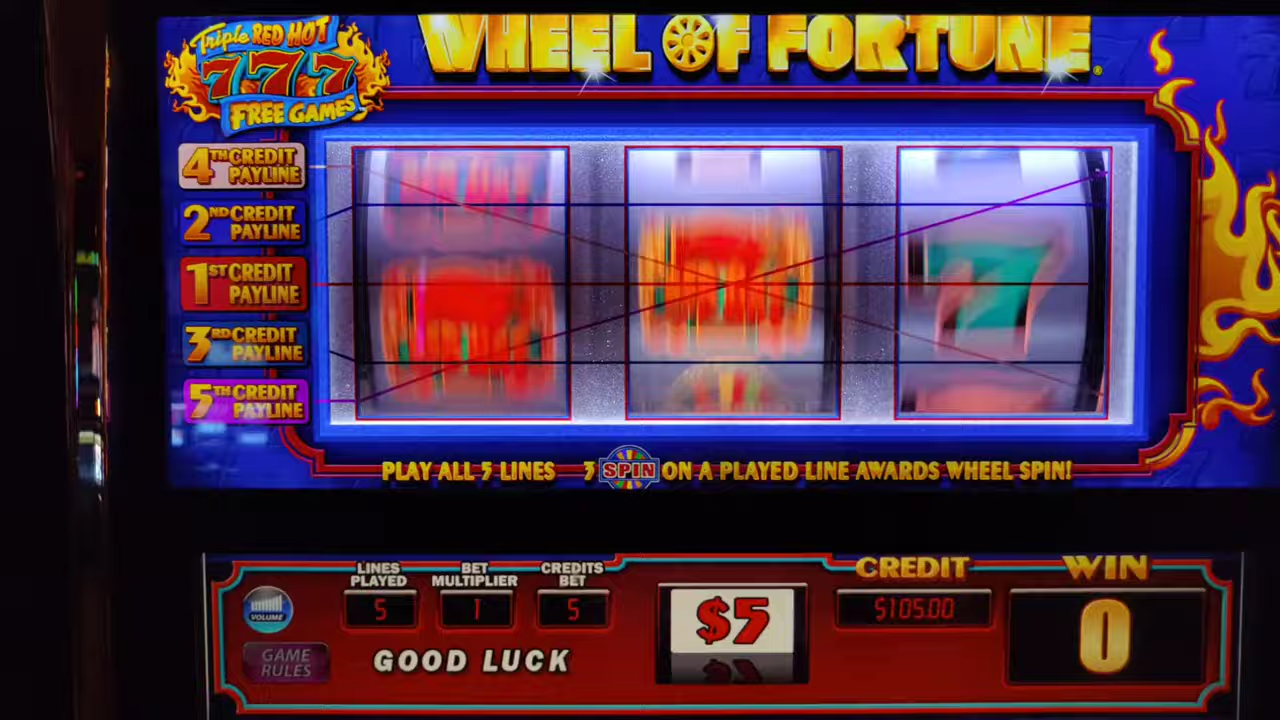 WHEEL OF FORTUNE®
Triple RED HOT
777
FREE GAMES
4TH CREDIT
PAYLINE
2ND CREDIT
PAYLINE
1ST CREDIT
PAYLINE
3RD CREDIT
PAYLINE
5TH CREDIT
PAYLINE
7
PLAY ALL 5 LINES 3 SPIN ON A PLAYED LINE AWARDS WHEEL SPIN!
LINES
PLAYED
5
BET
MULTIPLIER
1
CREDITS
BET
5
$5
CREDIT
$105.00
WIN
0
VOLUME
GAME
RULES
GOOD LUCK